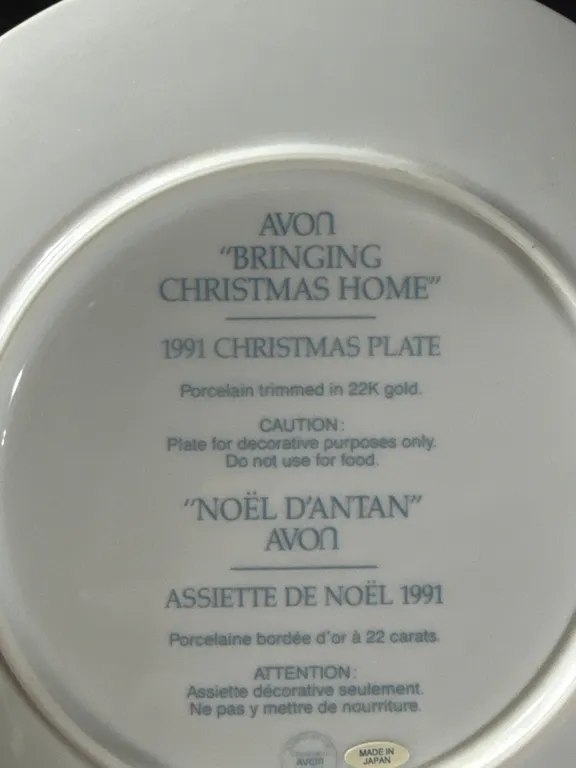 AVON
“BRINGING
CHRISTMAS HOME”
1991 CHRISTMAS PLATE
Porcelain trimmed in 22K gold.
CAUTION:
Plate for decorative purposes only.
Do not use for food.
“NOËL D’ANTAN”
AVON
ASSIETTE DE NOËL 1991
Porcelaine bordée d’or à 22 carats.
ATTENTION:
Assiette décorative seulement.
Ne pas y mettre de nourriture.
MADE IN
JAPAN